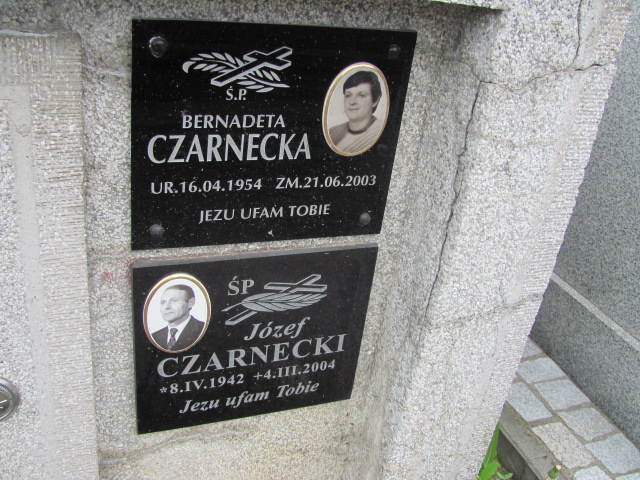 Ś.P.
BERNADETA
CZARNECKA
UR.16.04.1954 ZM.21.06.2003
JEZU UFAM TOBIE
ŚP
Józef
CZARNECKI
*8.IV.1942 +4.III.2004
Jezu ufam Tobie